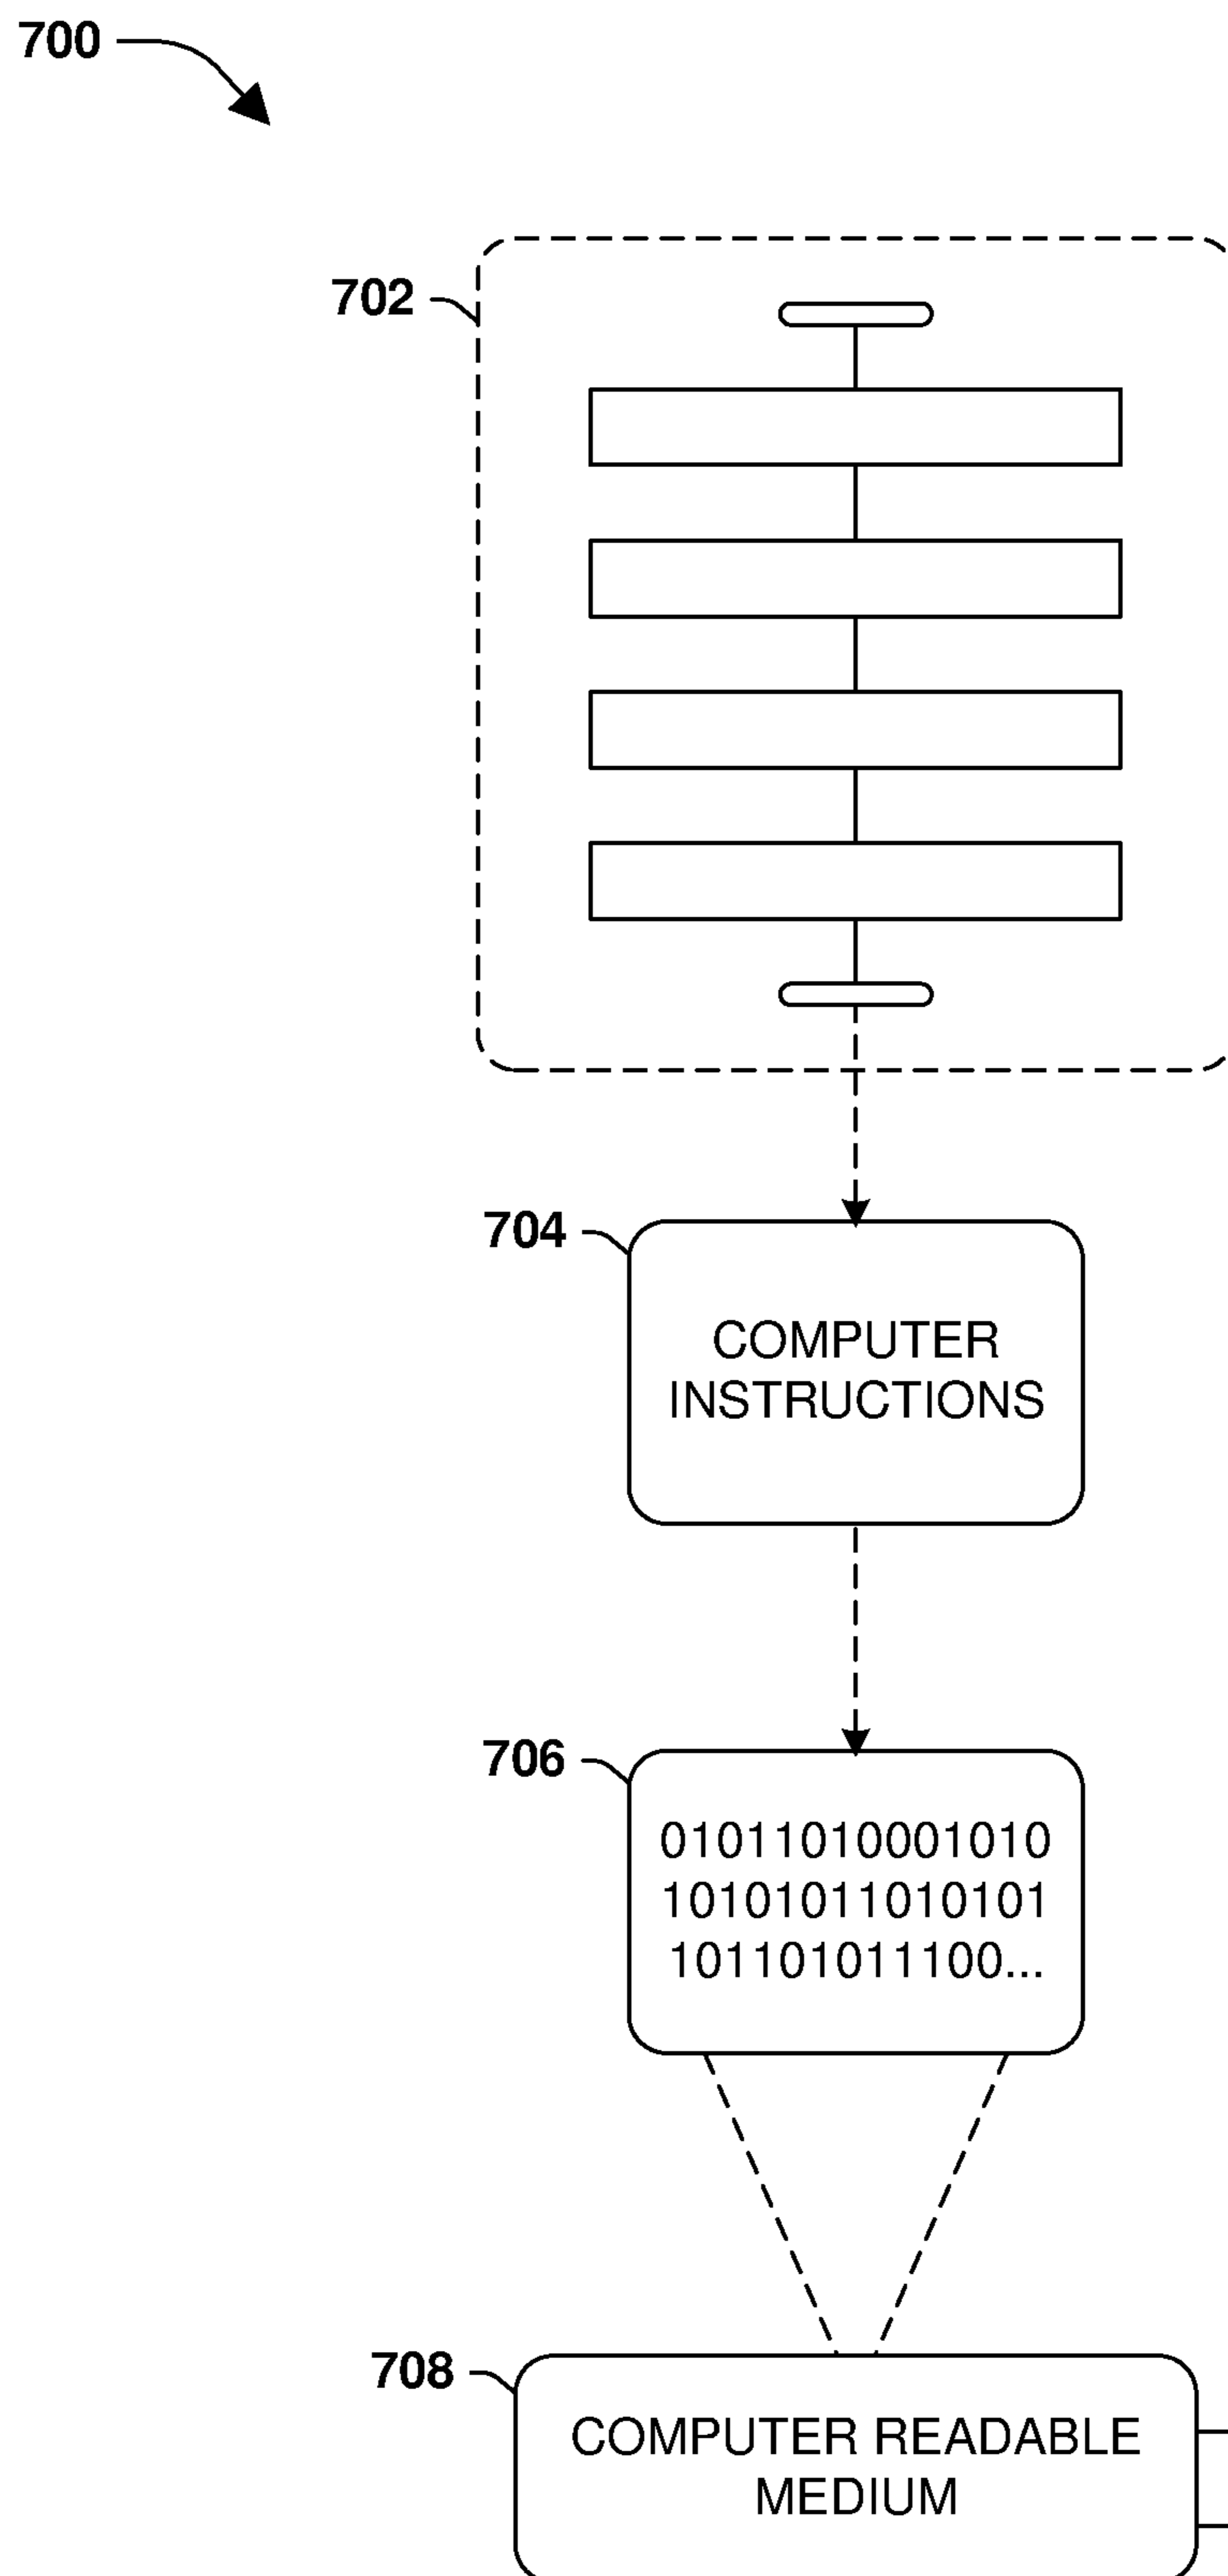 700
702
704
COMPUTER
INSTRUCTIONS
706
01011010001010
10101011010101
101101011100...
708
COMPUTER READABLE
MEDIUM